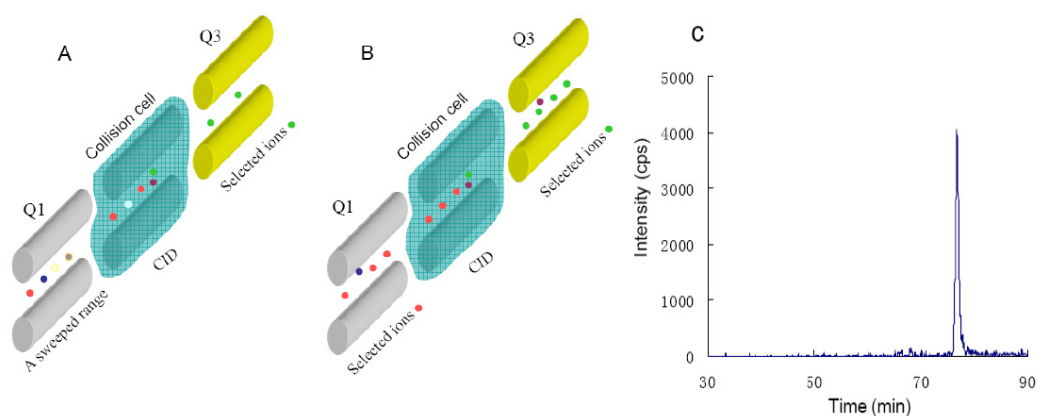 A
Q3
Collision cell
Selected ions
Q1
CID
A sweeped range
B
Q3
Collision cell
Selected ions
Q1
CID
Selected ions
C
5000
4000
3000
2000
1000
0
Intensity (cps)
30
50
70
90
Time (min)